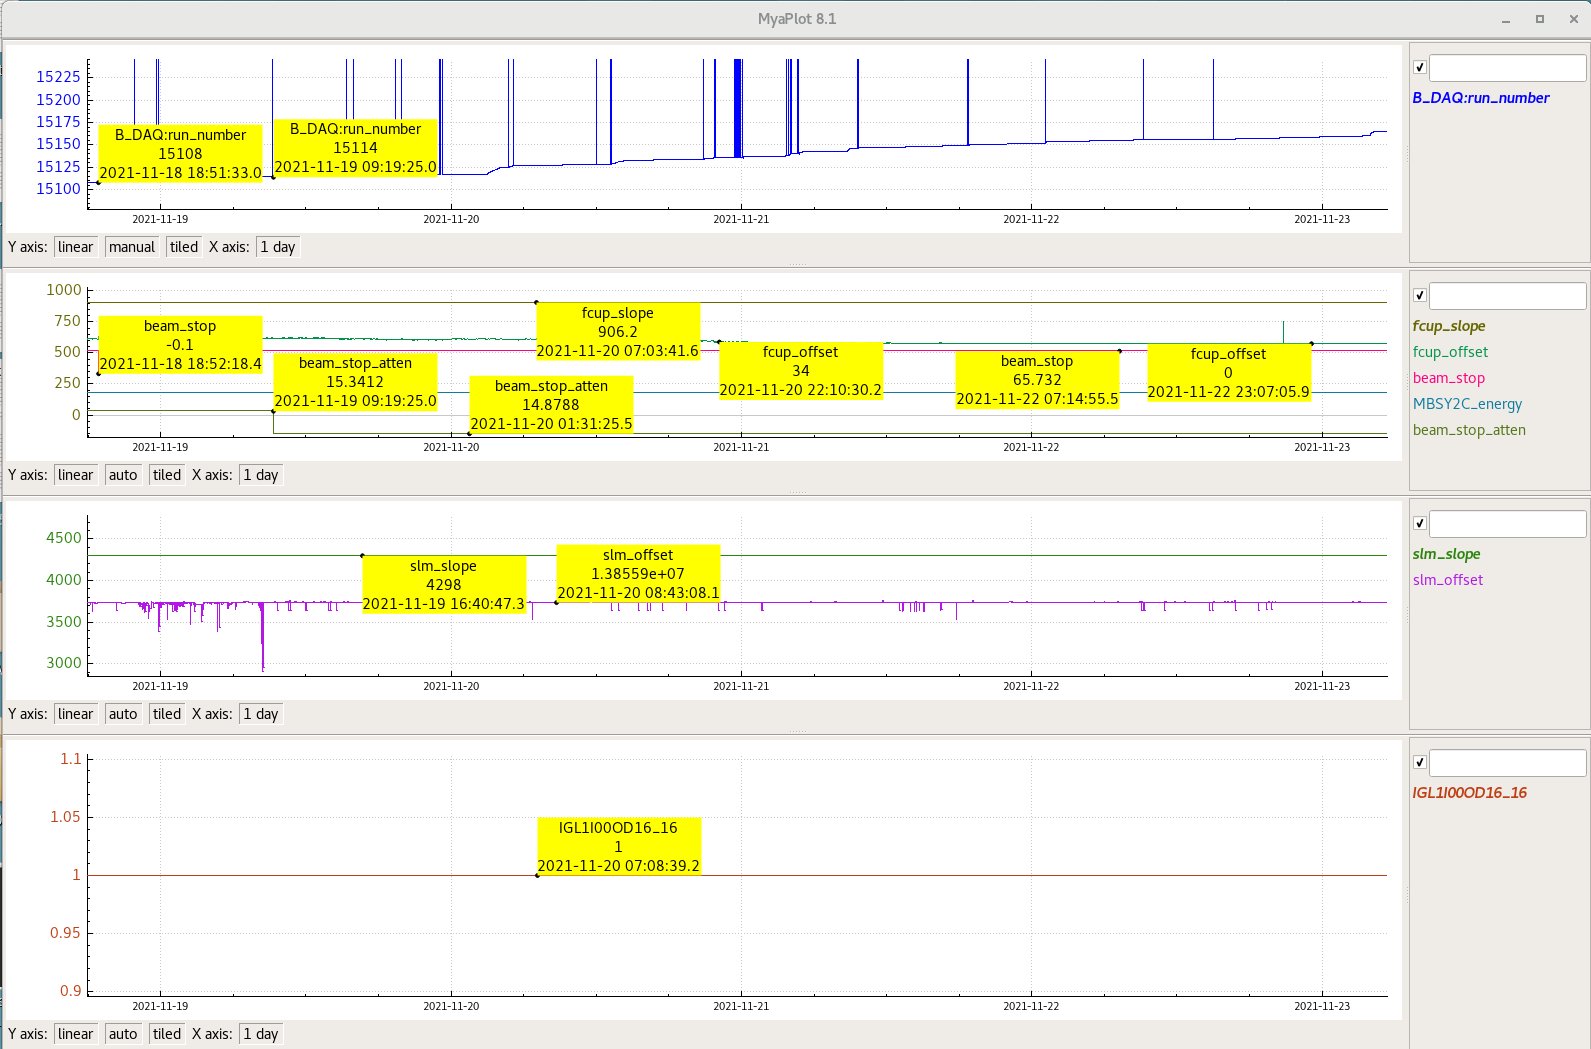 MyaPlot 8.1
15225
15200
15175
15150
15125
15100
B_DAQ:run_number
15108
2021-11-18 18:51:33.0
B_DAQ:run_number
15114
2021-11-19 09:19:25.0
2021-11-19
2021-11-20
2021-11-21
2021-11-22
2021-11-23
Y axis: linear manual tiled X axis: 1 day
B_DAQ:run_number
1000
750
500
250
0
beam_stop
-0.1
2021-11-18 18:52:18.4
beam_stop_atten
15.3412
2021-11-19 09:19:25.0
beam_stop_atten
14.8788
2021-11-20 01:31:25.5
fcup_slope
906.2
2021-11-20 07:03:41.6
fcup_offset
34
2021-11-20 22:10:30.2
beam_stop
65.732
2021-11-22 07:14:55.5
fcup_offset
0
2021-11-22 23:07:05.9
2021-11-19
2021-11-20
2021-11-21
2021-11-22
2021-11-23
Y axis: linear auto tiled X axis: 1 day
fcup_slope
fcup_offset
beam_stop
MBSY2C_energy
beam_stop_atten
4500
4000
3500
3000
slm_slope
4298
2021-11-19 16:40:47.3
slm_offset
1.38559e+07
2021-11-20 08:43:08.1
2021-11-19
2021-11-20
2021-11-21
2021-11-22
2021-11-23
Y axis: linear auto tiled X axis: 1 day
slm_slope
slm_offset
1.1
1.05
1
0.95
0.9
IGL1I00OD16_16
1
2021-11-20 07:08:39.2
2021-11-19
2021-11-20
2021-11-21
2021-11-22
2021-11-23
Y axis: linear auto tiled X axis: 1 day
IGL1I00OD16_16